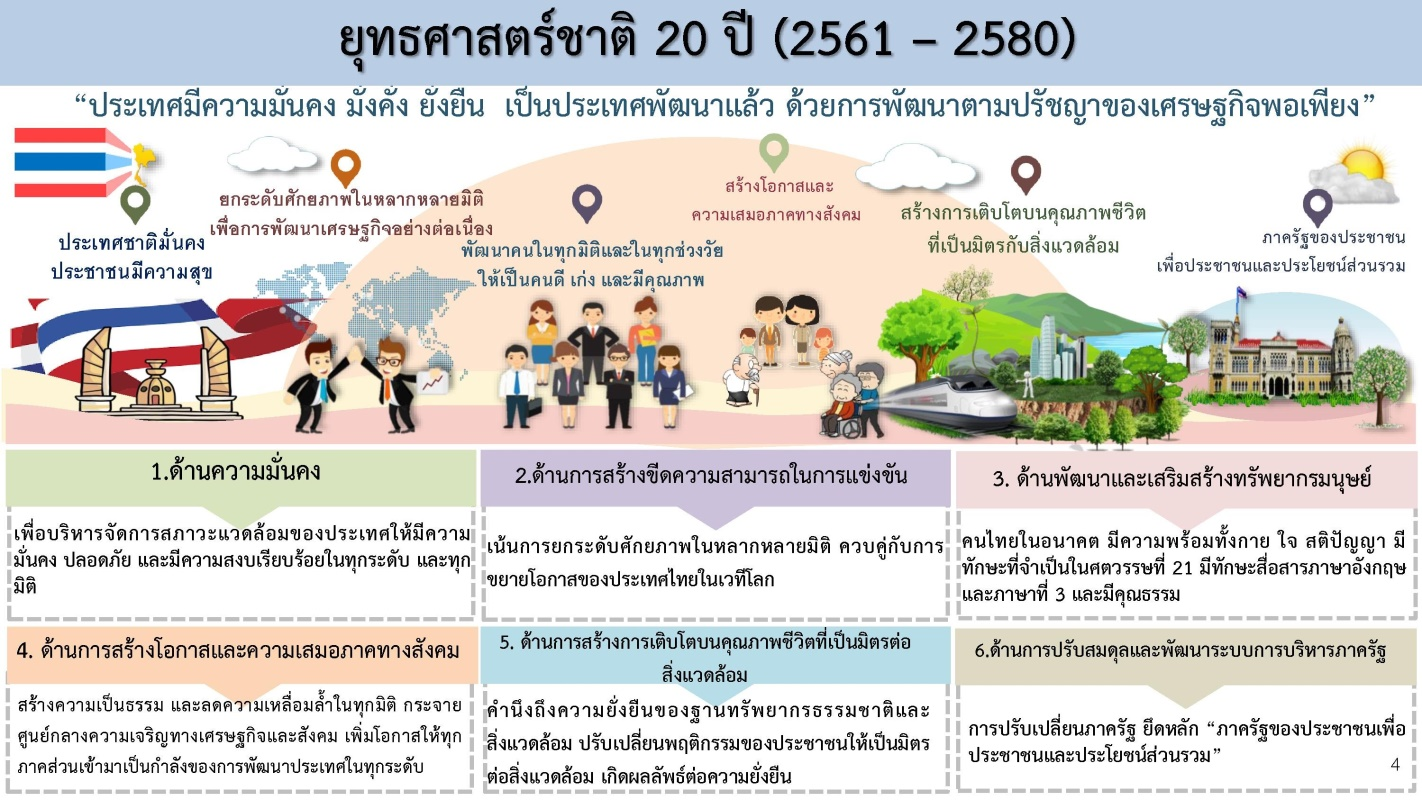 ยุทธศาสตร์ชาติ 20 ปี (2561 – 2580)
“ประเทศมีความมั่นคง มั่งคั่ง ยั่งยืน เป็นประเทศพัฒนาแล้ว ด้วยการพัฒนาตามปรัชญาของเศรษฐกิจพอเพียง”
ประเทศชาติมั่นคง
ประชาชนมีความสุข
ยกระดับศักยภาพในหลากหลายมิติ
เพื่อการพัฒนาเศรษฐกิจอย่างต่อเนื่อง
พัฒนาคนในทุกมิติและในทุกช่วงวัย
ให้เป็นคนดี เก่ง และมีคุณภาพ
สร้างโอกาสและ
ความเสมอภาคทางสังคม
สร้างการเติบโตบนคุณภาพชีวิต
ที่เป็นมิตรกับสิ่งแวดล้อม
ภาครัฐของประชาชน
เพื่อประชาชนและประโยชน์ส่วนรวม
1.ด้านความมั่นคง
เพื่อบริหารจัดการสภาวะแวดล้อมของประเทศให้มีความ
มั่นคง ปลอดภัย และมีความสงบเรียบร้อยในทุกระดับ และทุก
มิติ
2.ด้านการสร้างขีดความสามารถในการแข่งขัน
เน้นการยกระดับศักยภาพในหลากหลายมิติ ควบคู่กับการ
ขยายโอกาสของประเทศไทยในเวทีโลก
3. ด้านพัฒนาและเสริมสร้างทรัพยากรมนุษย์
คนไทยในอนาคต มีความพร้อมทั้งกาย ใจ สติปัญญา มี
ทักษะที่จำเป็นในศตวรรษที่ 21 มีทักษะสื่อสารภาษาอังกฤษ
และภาษาที่ 3 และมีคุณธรรม
4. ด้านการสร้างโอกาสและความเสมอภาคทางสังคม
สร้างความเป็นธรรม และลดความเหลื่อมล้ำในทุกมิติ กระจาย
ศูนย์กลางความเจริญทางเศรษฐกิจและสังคม เพิ่มโอกาสให้ทุก
ภาคส่วนเข้ามาเป็นกำลังของการพัฒนาประเทศในทุกระดับ
5. ด้านการสร้างการเติบโตบนคุณภาพชีวิตที่เป็นมิตรต่อ
สิ่งแวดล้อม
คำนึงถึงความยั่งยืนของฐานทรัพยากรธรรมชาติและ
สิ่งแวดล้อม ปรับเปลี่ยนพฤติกรรมของประชาชนให้เป็นมิตร
ต่อสิ่งแวดล้อม เกิดผลลัพธ์ต่อความยั่งยืน
6.ด้านการปรับสมดุลและพัฒนาระบบการบริหารภาครัฐ
การปรับเปลี่ยนภาครัฐ ยึดหลัก “ภาครัฐของประชาชนเพื่อ
ประชาชนและประโยชน์ส่วนรวม”
4